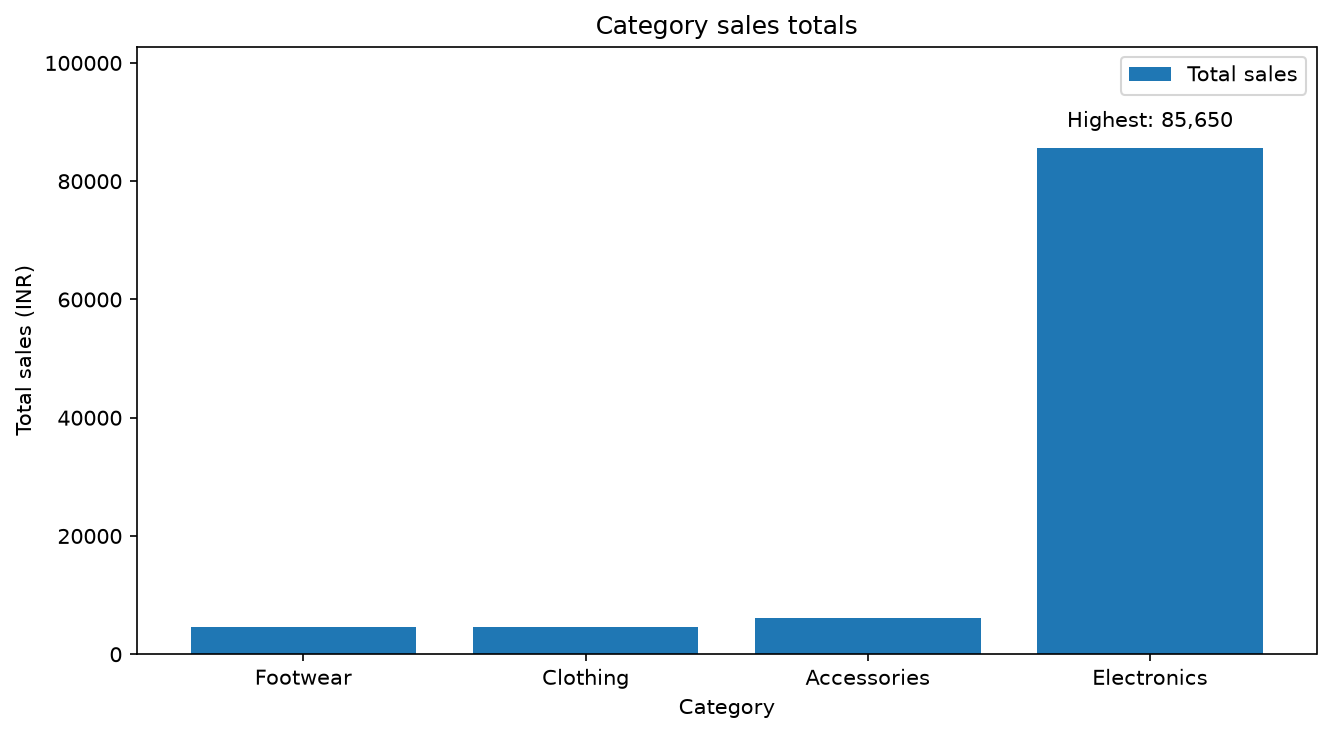 Category sales totals
Total sales
Highest: 85,650
100000
80000
60000
40000
20000
0
Total sales (INR)
Footwear
Clothing
Accessories
Electronics
Category